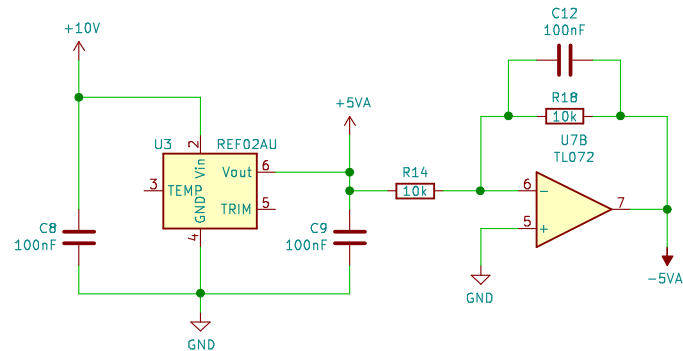 +10V
C12
100nF
+5VA
R18
10k
U3
REF02AU
2
Vin
U7B
TL072
3
TEMP
Vout
6
R14
10k
6
−
7
GND
TRIM
5
5
+
4
C8
100nF
C9
100nF
GND
-5VA
GND